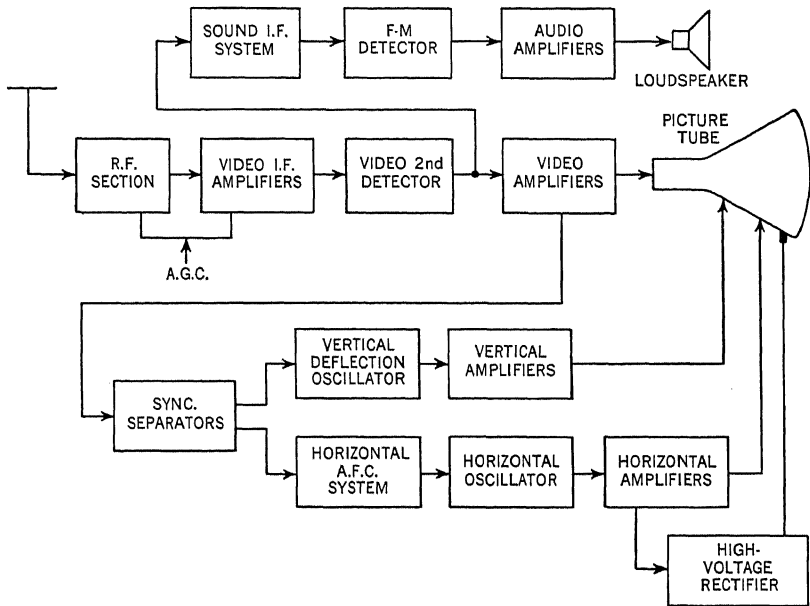 SOUND I.F.
SYSTEM
F-M
DETECTOR
AUDIO
AMPLIFIERS
LOUDSPEAKER
PICTURE
TUBE
R.F.
SECTION
VIDEO I.F.
AMPLIFIERS
VIDEO 2nd
DETECTOR
VIDEO
AMPLIFIERS
A.G.C.
VERTICAL
DEFLECTION
OSCILLATOR
VERTICAL
AMPLIFIERS
SYNC.
SEPARATORS
HORIZONTAL
A.F.C.
SYSTEM
HORIZONTAL
OSCILLATOR
HORIZONTAL
AMPLIFIERS
HIGH-
VOLTAGE
RECTIFIER